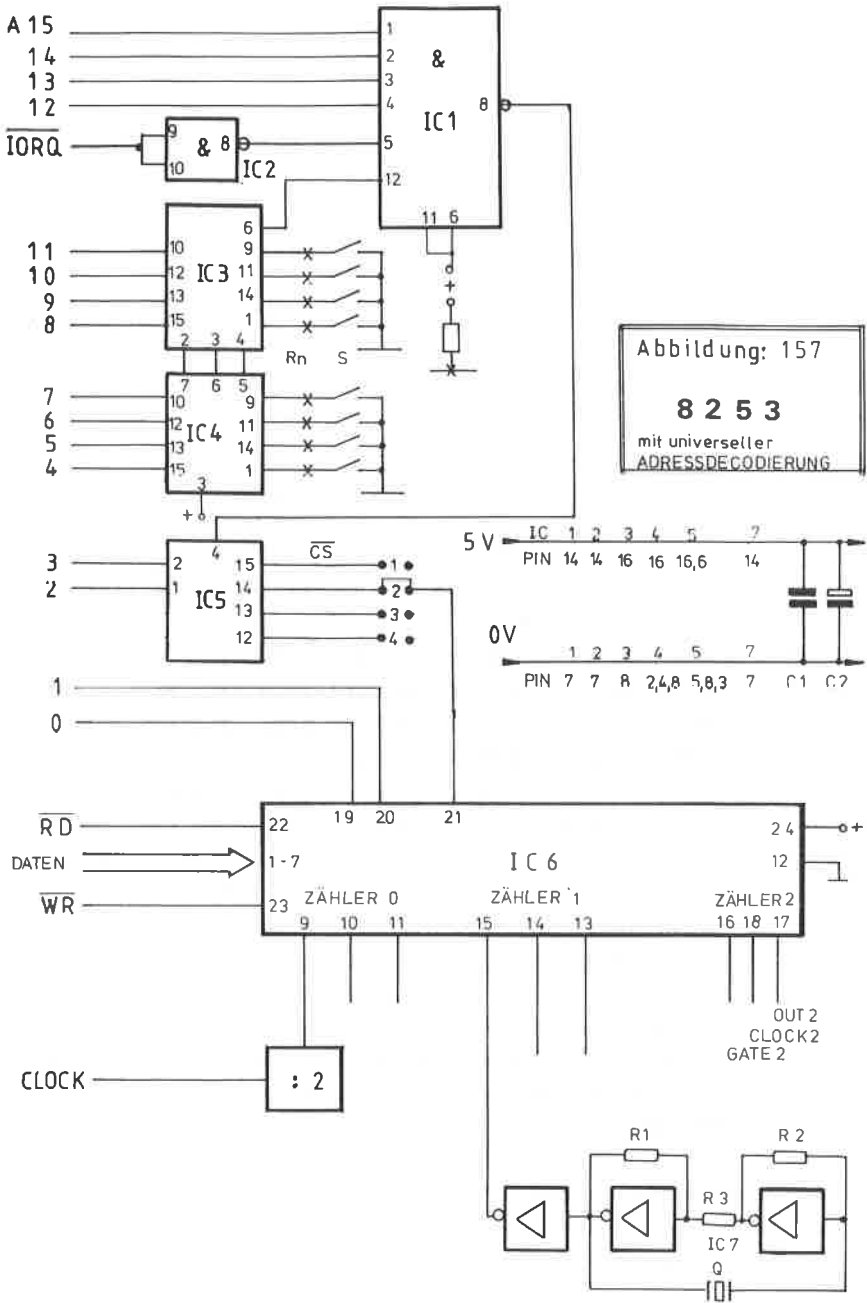 A 15
14
13
12
IORQ
1
2
3
4
5
12
&
IC1
8
11 6
+
9
10
& 8
IC2
11
10
9
8
10
12
13
15
IC3
6
9
11
14
1
2 3 4
Rn S
7
6
5
4
7 6 5
10
12
13
15
IC4
9
11
14
1
3
+
Abbildung: 157
8253
mit universeller
ADRESSDECODIERUNG
3
2
2
1
4
IC5
15
14
13
12
CS
1
2
3
4
5 V
IC 1 2 3 4 5 7
PIN 14 14 16 16 16,6 14
0V
1 2 3 4 5 7
PIN 7 7 8 2,4,8 5,8,3 7 C1 C2
1
0
RD
DATEN
WR
19 20 21
22
1-7
23
IC 6
24
12
+
ZÄHLER 0
ZÄHLER 1
ZÄHLER 2
9 10 11
15 14 13
16 18 17
OUT 2
CLOCK 2
GATE 2
CLOCK
: 2
R1
R 2
R 3
IC 7
Q